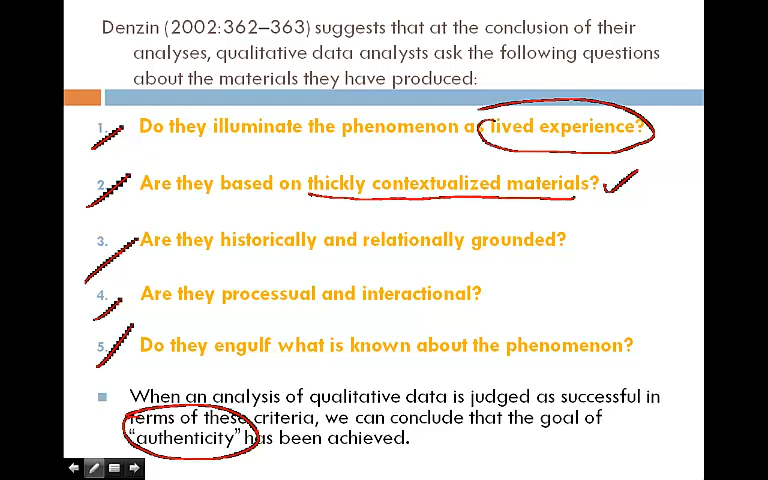 Denzin (2002:362–363) suggests that at the conclusion of their
analyses, qualitative data analysts ask the following questions
about the materials they have produced:
1. Do they illuminate the phenomenon as lived experience?
2. Are they based on thickly contextualized materials?
3. Are they historically and relationally grounded?
4. Are they processual and interactional?
5. Do they engulf what is known about the phenomenon?
When an analysis of qualitative data is judged as successful in
terms of these criteria, we can conclude that the goal of
“authenticity” has been achieved.